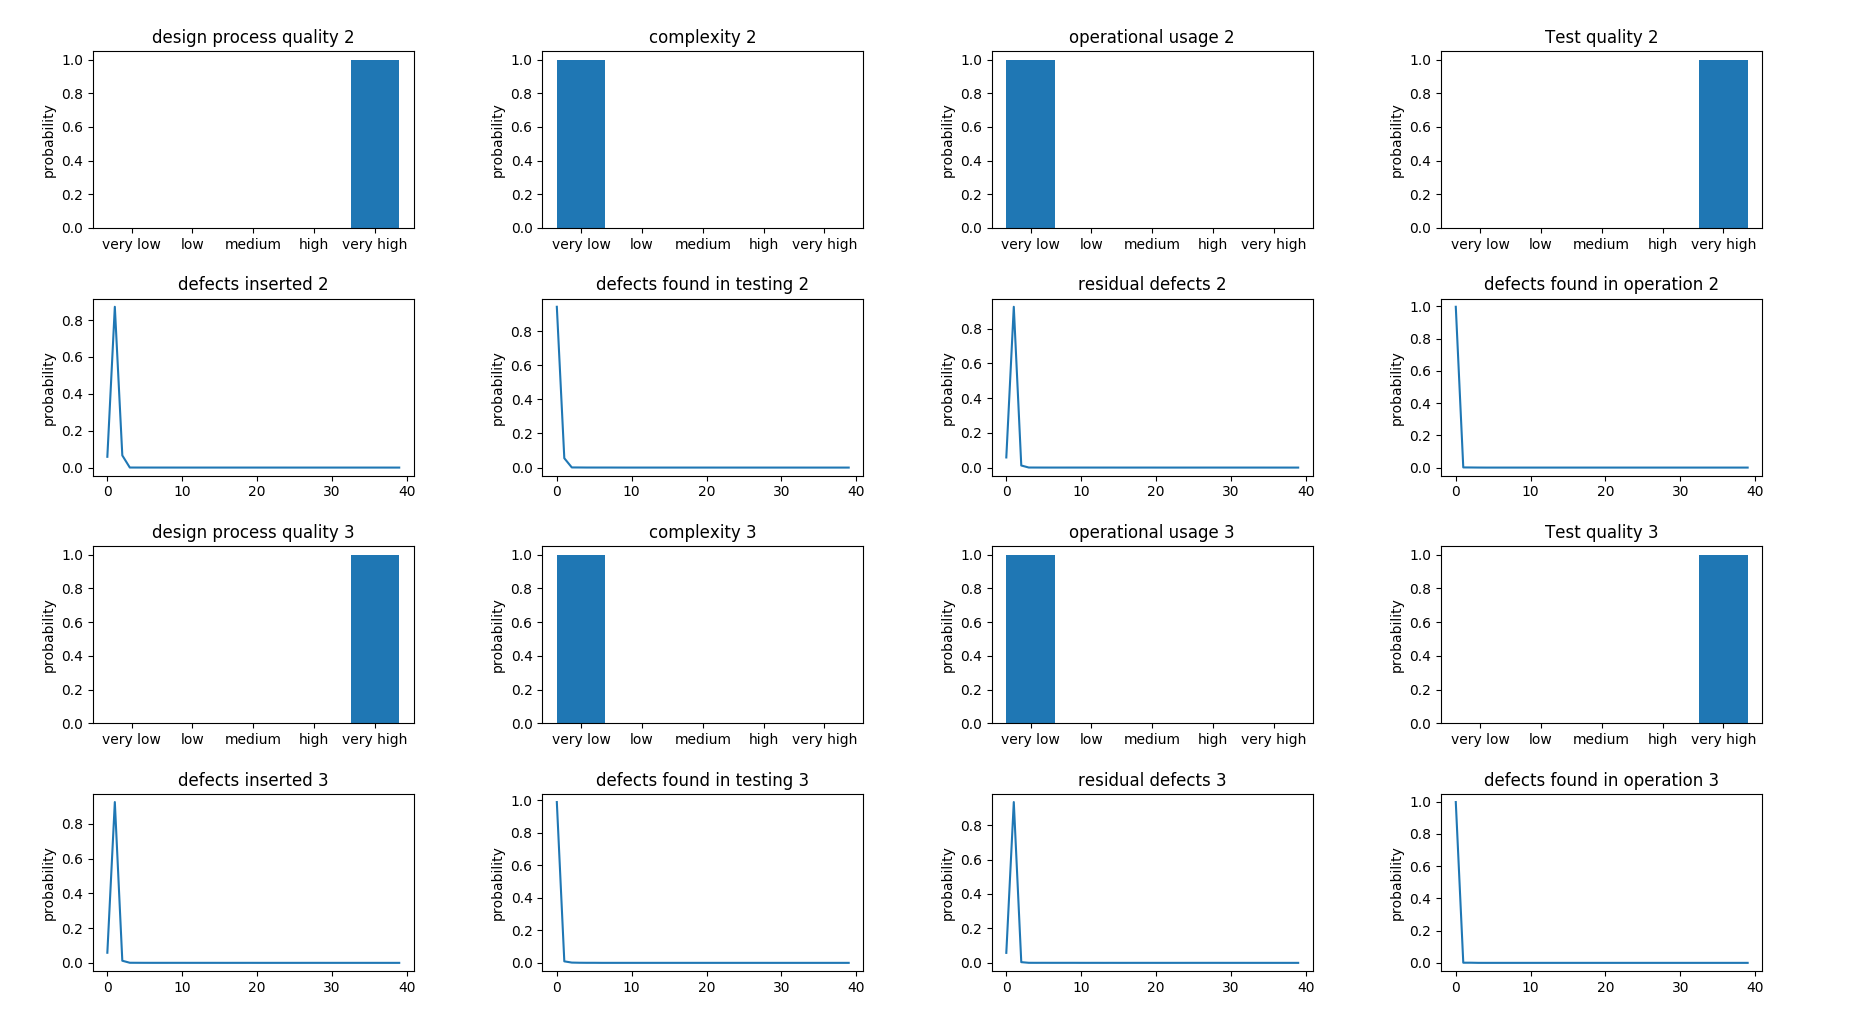 design process quality 2
complexity 2
operational usage 2
Test quality 2
probability
1.0
0.8
0.6
0.4
0.2
0.0
very low low medium high very high
probability
1.0
0.8
0.6
0.4
0.2
0.0
very low low medium high very high
probability
1.0
0.8
0.6
0.4
0.2
0.0
very low low medium high very high
probability
1.0
0.8
0.6
0.4
0.2
0.0
very low low medium high very high
defects inserted 2
defects found in testing 2
residual defects 2
defects found in operation 2
probability
0.8
0.6
0.4
0.2
0.0
0 10 20 30 40
probability
0.8
0.6
0.4
0.2
0.0
0 10 20 30 40
probability
0.8
0.6
0.4
0.2
0.0
0 10 20 30 40
probability
1.0
0.8
0.6
0.4
0.2
0.0
0 10 20 30 40
design process quality 3
complexity 3
operational usage 3
Test quality 3
probability
1.0
0.8
0.6
0.4
0.2
0.0
very low low medium high very high
probability
1.0
0.8
0.6
0.4
0.2
0.0
very low low medium high very high
probability
1.0
0.8
0.6
0.4
0.2
0.0
very low low medium high very high
probability
1.0
0.8
0.6
0.4
0.2
0.0
very low low medium high very high
defects inserted 3
defects found in testing 3
residual defects 3
defects found in operation 3
probability
0.8
0.6
0.4
0.2
0.0
0 10 20 30 40
probability
1.0
0.8
0.6
0.4
0.2
0.0
0 10 20 30 40
probability
0.8
0.6
0.4
0.2
0.0
0 10 20 30 40
probability
1.0
0.8
0.6
0.4
0.2
0.0
0 10 20 30 40